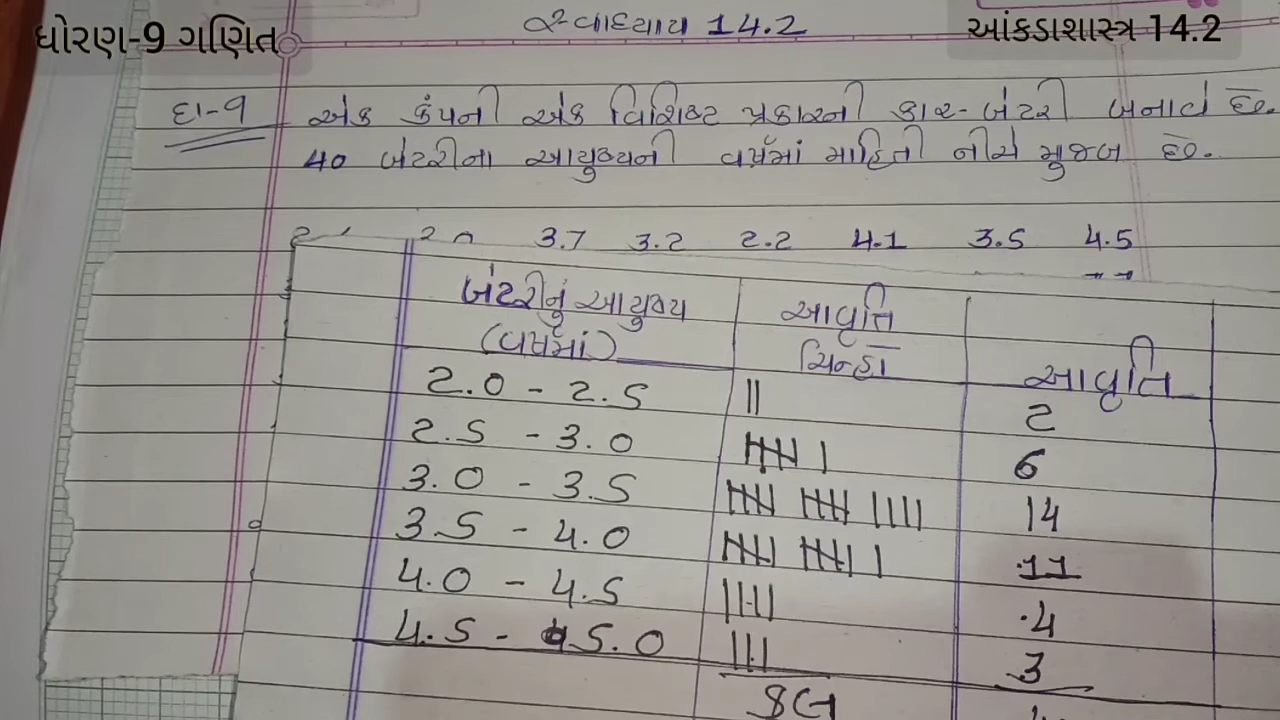 ધોરણ-9 ગણિત
સ્વાધ્યાય 14.2
આંકડાશાસ્ત્ર 14.2
દા-9 એક કંપની એક વિશિષ્ટ પ્રકારની કાર-બેટરી બનાવે છે.
40 બેટરીના આયુષ્યની વર્ષમાં માહિતી નીચે મુજબ છે.
3.7 3.2 2.2 4.1 3.5 4.5
બેટરીનું આયુષ્ય આવૃતિ
(વર્ષમાં) ચિન્હો આવૃતિ
2.0 - 2.5 || 2
2.5 - 3.0 6
3.0 - 3.5 14
3.5 - 4.0 11
4.0 - 4.5 |||| 4
4.5 - 5.0 ||| 3
કુલ